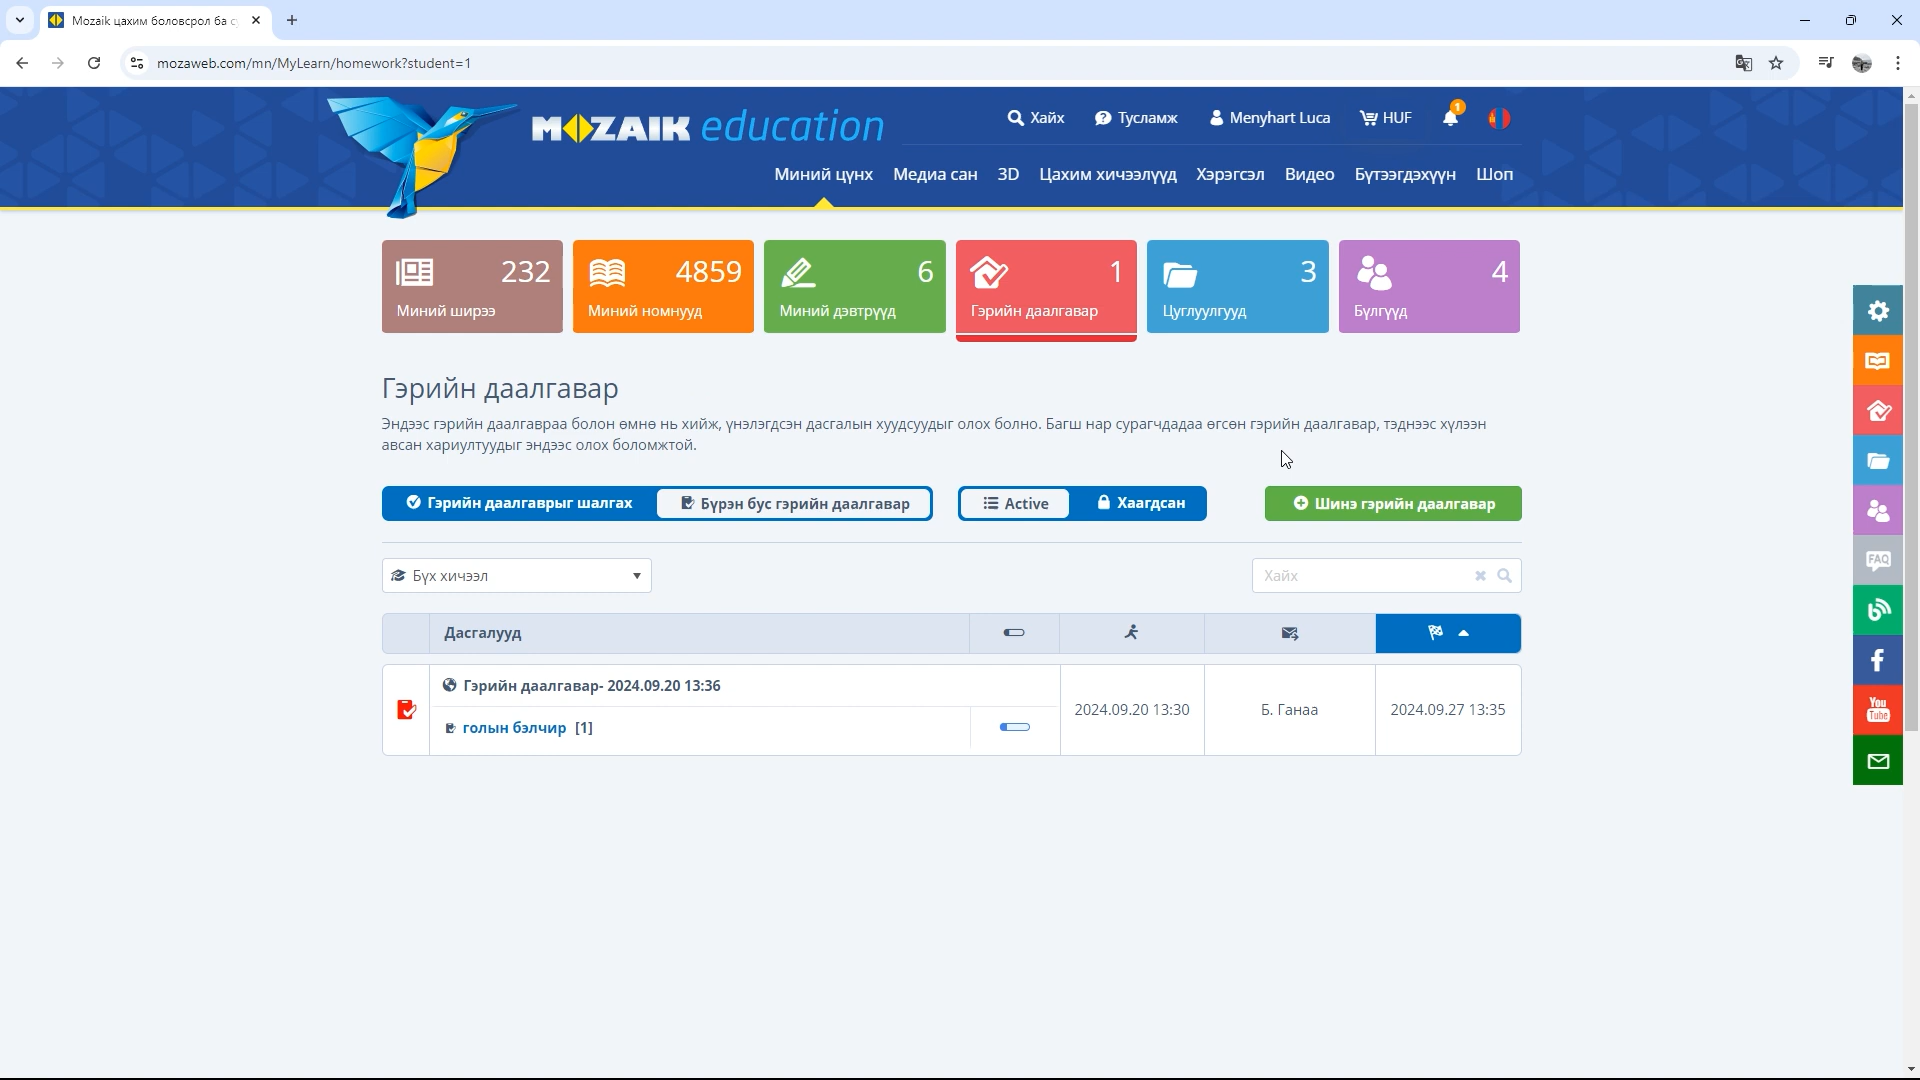 Mozaik цахим боловсрол ба с
mozaweb.com/mn/MyLearn/homework?student=1
MOZAIK education
Хайх
Тусламж
Menyhart Luca
HUF
1
Миний цүнх
Медиа сан
3D
Цахим хичээлүүд
Хэрэгсэл
Видео
Бүтээгдэхүүн
Шоп
232
Миний ширээ
4859
Миний номнууд
6
Миний дэвтрүүд
1
Гэрийн даалгавар
3
Цуглуулгууд
4
Бүлгүүд
Гэрийн даалгавар
Эндээс гэрийн даалгавраа болон өмнө нь хийж, үнэлэгдсэн дасгалын хуудсуудыг олох болно. Багш нар сурагчдадаа өгсөн гэрийн даалгавар, тэднээс хүлээн
авсан хариултуудыг эндээс олох боломжтой.
Гэрийн даалгаврыг шалгах
Бүрэн бус гэрийн даалгавар
Active
Хаагдсан
Шинэ гэрийн даалгавар
Бүх хичээл
Хайх
Дасгалууд
Гэрийн даалгавар- 2024.09.20 13:36
голын бэлчир [1]
2024.09.20 13:30
Б. Ганаа
2024.09.27 13:35
FAQ
You
Tube